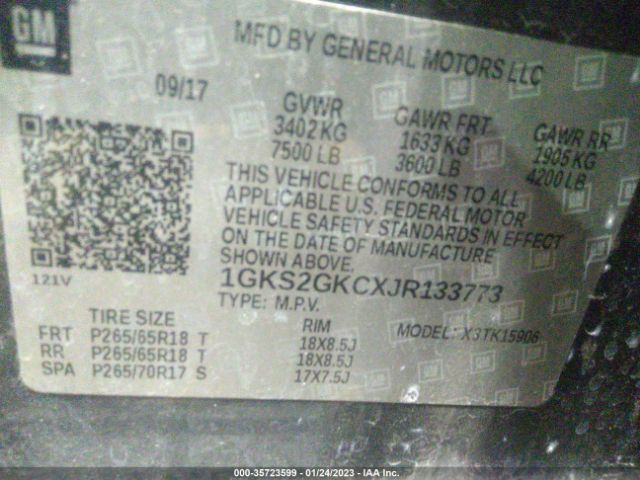 GM
MFD BY GENERAL MOTORS LLC
09/17
GVWR
3402 KG
7500 LB
GAWR FRT
1633 KG
3600 LB
GAWR RR
1905 KG
4200 LB
THIS VEHICLE CONFORMS TO ALL
APPLICABLE U.S. FEDERAL MOTOR
VEHICLE SAFETY STANDARDS IN EFFECT
ON THE DATE OF MANUFACTURE
SHOWN ABOVE.
1GKS2GKCXJR133773
TYPE: M.P.V.
121V
TIRE SIZE
RIM
MODEL: X3TK15906
FRT P265/65R18 T 18X8.5J
RR P265/65R18 T 18X8.5J
SPA P265/70R17 S 17X7.5J
000-35723599 — 01/24/2023 — IAA Inc.